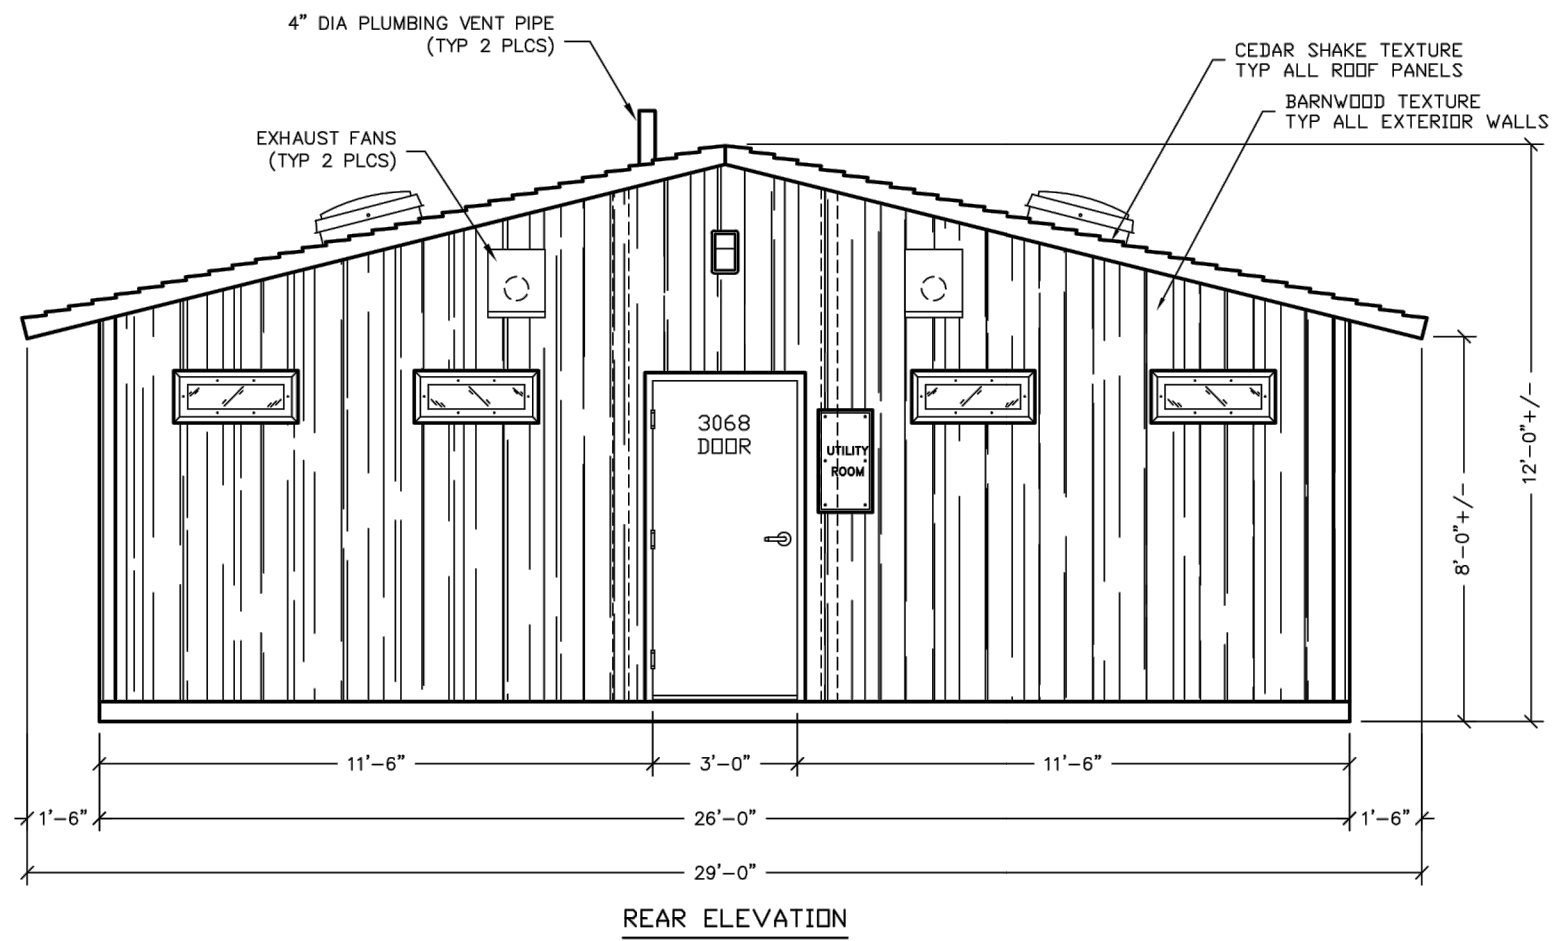 4" DIA PLUMBING VENT PIPE
(TYP 2 PLCS)
CEDAR SHAKE TEXTURE
TYP ALL ROOF PANELS
BARNWOOD TEXTURE
TYP ALL EXTERIOR WALLS
EXHAUST FANS
(TYP 2 PLCS)
3068
DOOR
UTILITY
ROOM
12'-0"+/-
8'-0"+/-
11'-6"
3'-0"
11'-6"
1'-6"
26'-0"
1'-6"
29'-0"
REAR ELEVATION